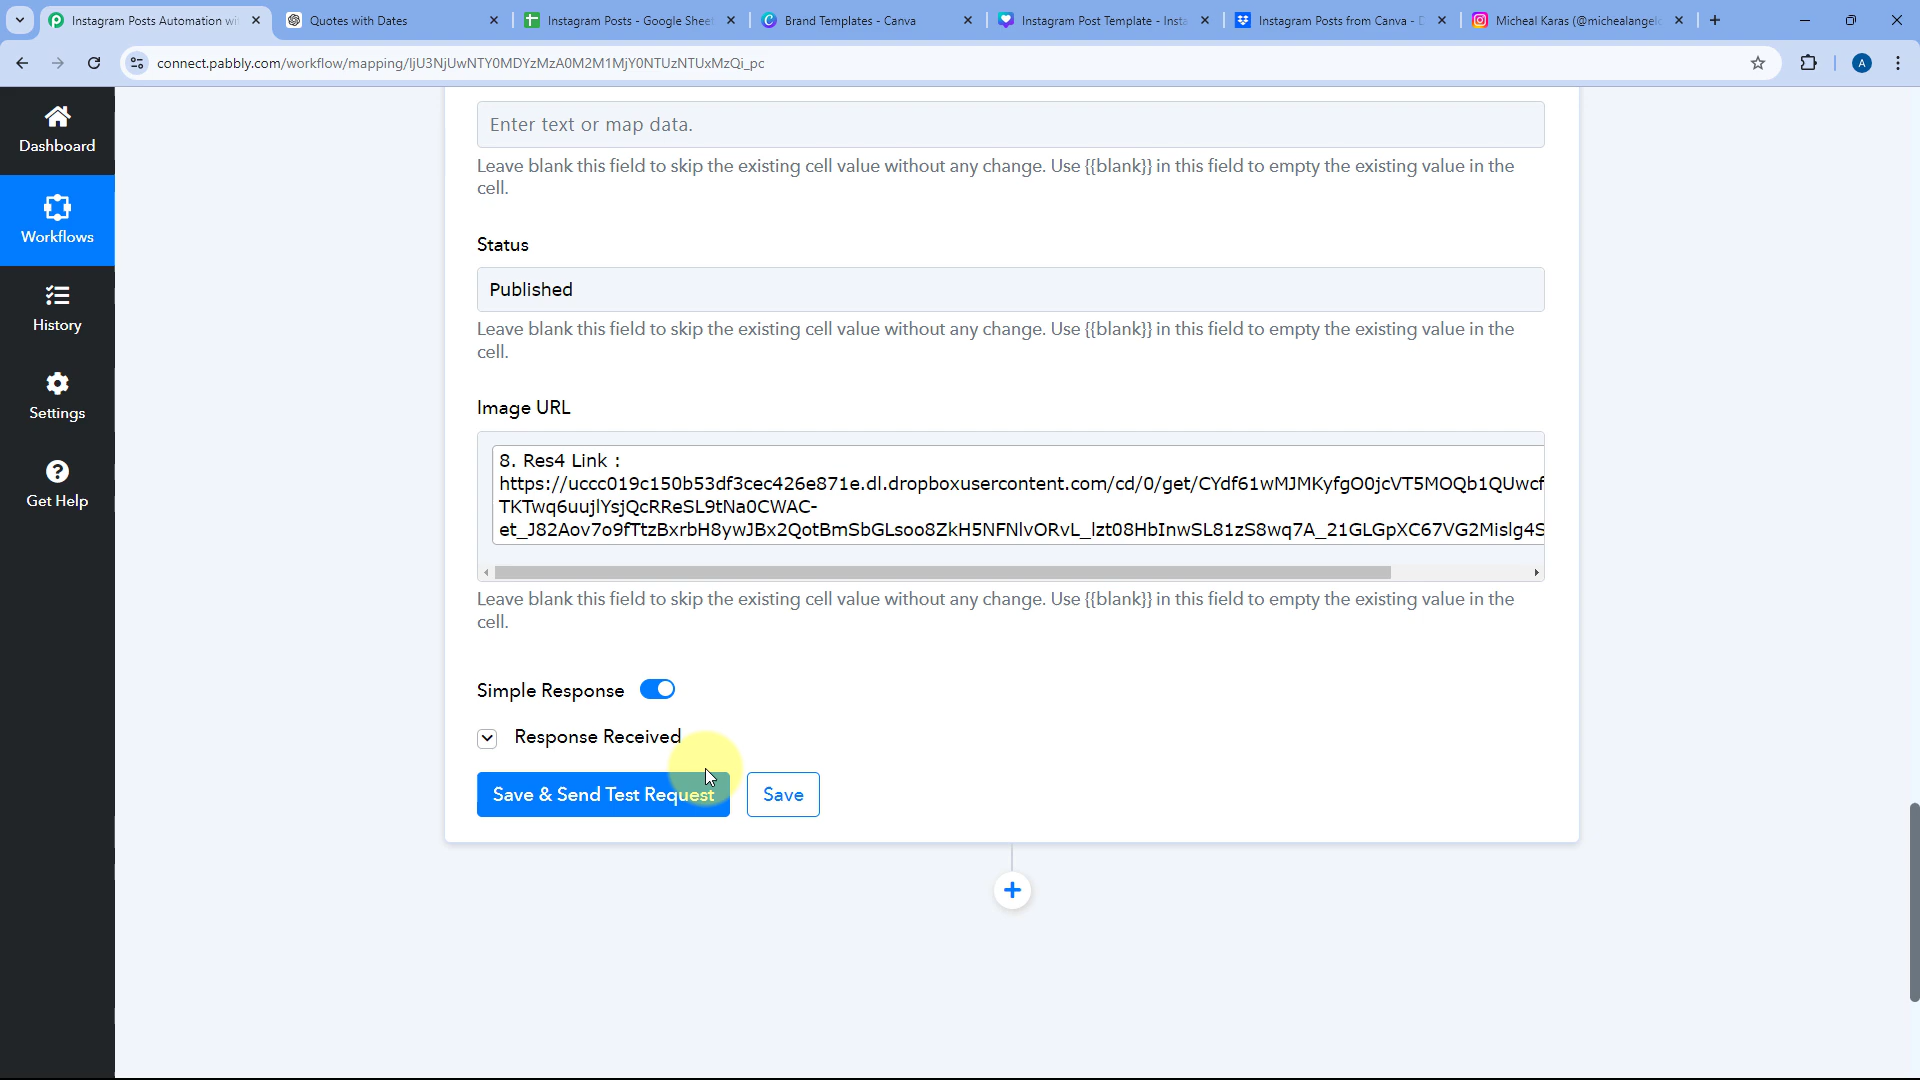 Instagram Posts Automation wi
Quotes with Dates
Instagram Posts - Google Sheet
Brand Templates - Canva
Instagram Post Template - Insta
Instagram Posts from Canva - D
Micheal Karas (@michealangelo
connect.pabbly.com/workflow/mapping/
A
Dashboard
Workflows
History
Settings
Get Help
Enter text or map data.
Leave blank this field to skip the existing cell value without any change. Use {{blank}} in this field to empty the existing value in the
cell.
Status
Published
Leave blank this field to skip the existing cell value without any change. Use {{blank}} in this field to empty the existing value in the
cell.
Image URL
8. Res4 Link :
https://uccc019c150b53df3cec426e871e.dl.dropboxusercontent.com/cd/0/get/CYdf61wMJMKyfgO0jcVT5MOQb1QUwcf
TKTwq6uujlYsjQcRReSL9tNa0CWAC-
et_J82Aov7o9fTtzBxrbH8ywJBx2QotBmSbGLsoo8ZkH5NFNlvORvL_lzt08HbInwSL81zS8wq7A_21GLGpXC67VG2Mislg4S
Leave blank this field to skip the existing cell value without any change. Use {{blank}} in this field to empty the existing value in the
cell.
Simple Response
Response Received
Save & Send Test Request
Save